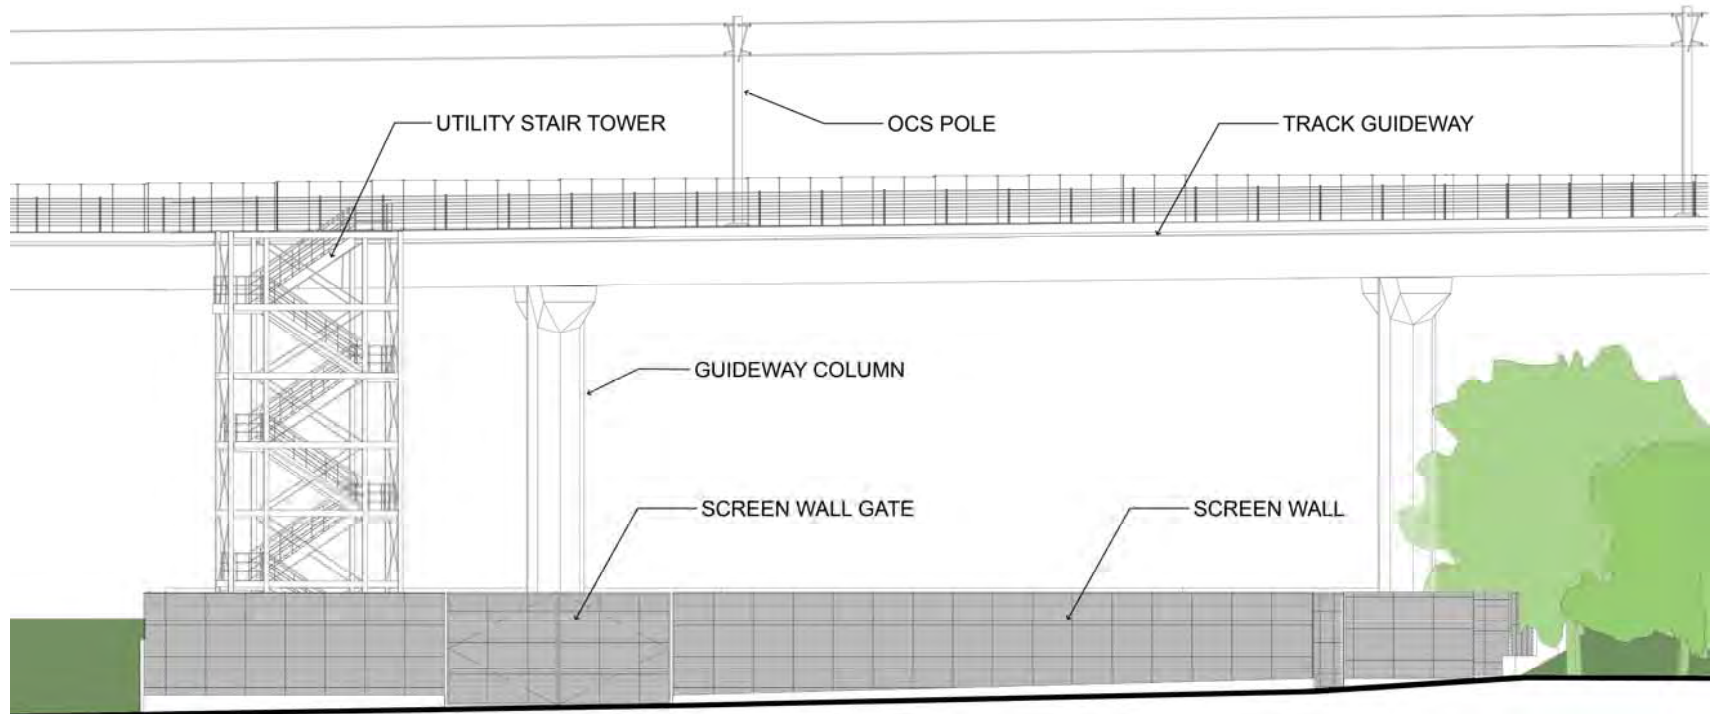 UTILITY STAIR TOWER
OCS POLE
TRACK GUIDEWAY
GUIDEWAY COLUMN
SCREEN WALL GATE
SCREEN WALL